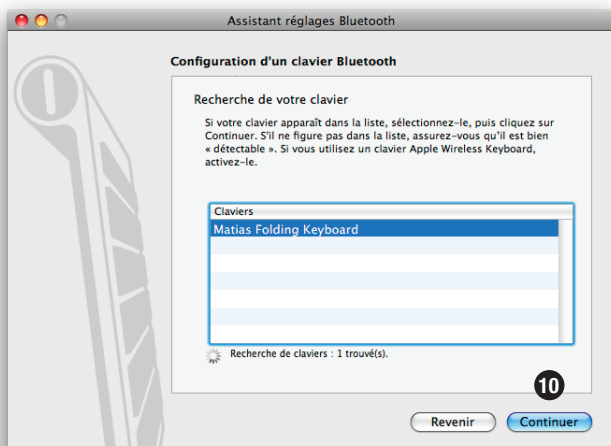 Assistant réglages Bluetooth
Configuration d'un clavier Bluetooth
Recherche de votre clavier
Si votre clavier apparaît dans la liste, sélectionnez-le, puis cliquez sur
Continuer. S'il ne figure pas dans la liste, assurez-vous qu'il est bien
« détectable ». Si vous utilisez un clavier Apple Wireless Keyboard,
activez-le.
Claviers
Matias Folding Keyboard
Recherche de claviers : 1 trouvé(s).
10
Revenir Continuer